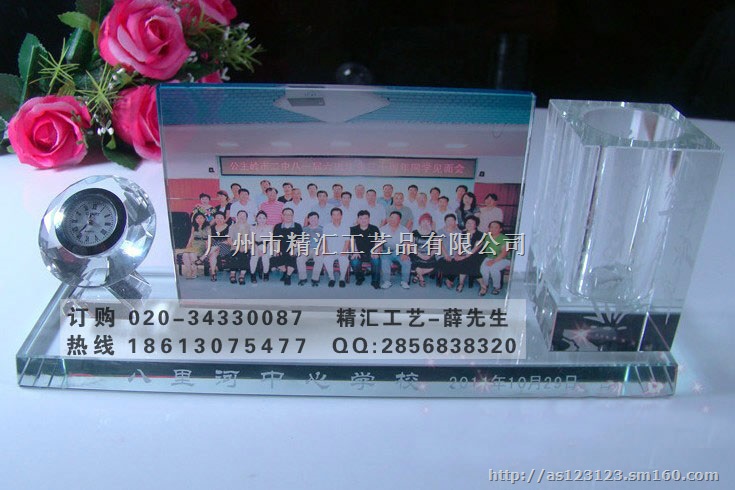 广州市精汇工艺品有限公司
订购 020-34330087 精汇工艺-薛先生
热线 18613075477 QQ:2856838320
八里河中心学校
http://as123123.sm160.com